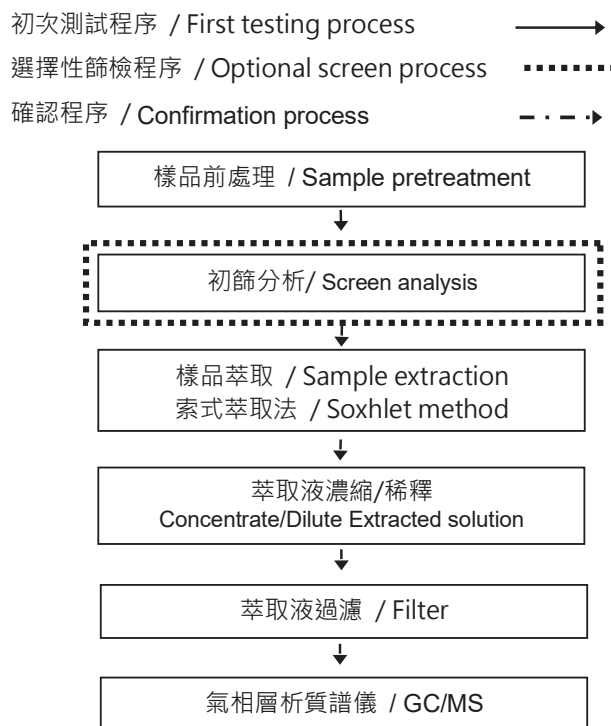 初次測試程序 / First testing process
選擇性篩檢程序 / Optional screen process
確認程序 / Confirmation process
樣品前處理 / Sample pretreatment
初篩分析/ Screen analysis
樣品萃取 / Sample extraction
索式萃取法 / Soxhlet method
萃取液濃縮/稀釋
Concentrate/Dilute Extracted solution
萃取液過濾 / Filter
氣相層析質譜儀 / GC/MS